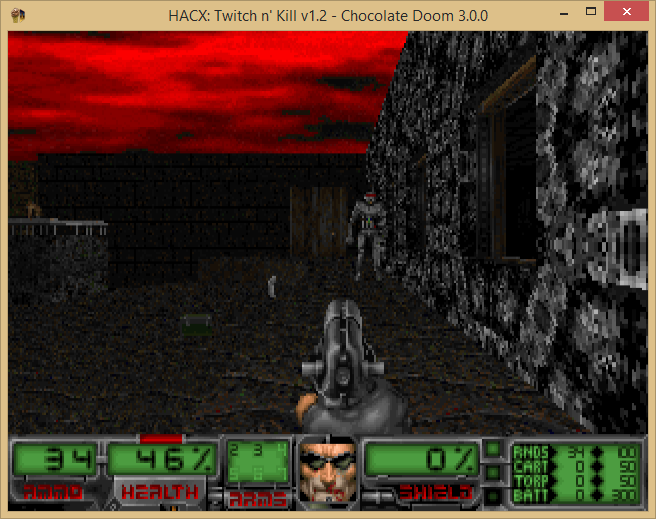 HACX: Twitch n' Kill v1.2 - Chocolate Doom 3.0.0
34 46% 2 3 4 0% RNDS 34 100
CART 0 50
5 6 7 TORP 0 50
AMMO HEALTH ARMS SHIELD BATT 0 300